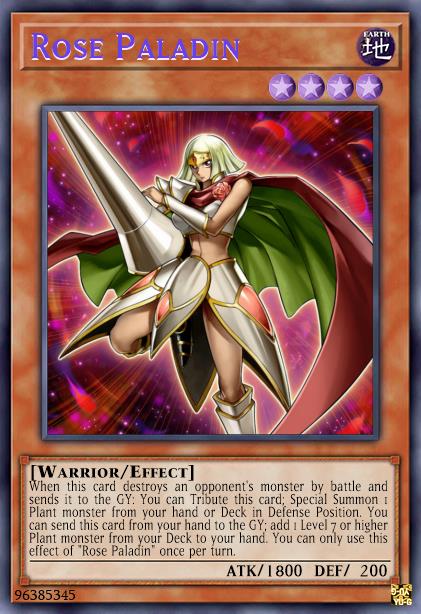 Rose Paladin
EARTH
地
[Warrior/Effect]
When this card destroys an opponent's monster by battle and
sends it to the GY: You can Tribute this card; Special Summon 1
Plant monster from your hand or Deck in Defense Position. You
can send this card from your hand to the GY; add 1 Level 7 or higher
Plant monster from your Deck to your hand. You can only use this
effect of "Rose Paladin" once per turn.
ATK/1800 DEF/ 200
96385345